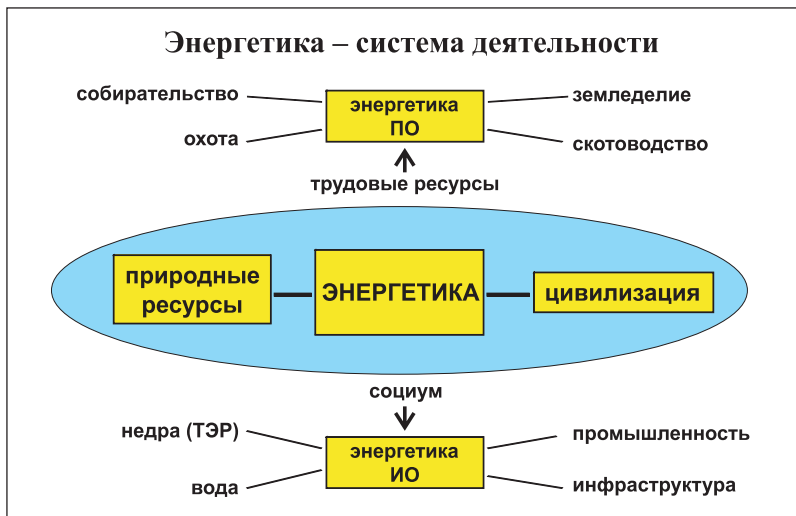 Энергетика – система деятельности
собирательство
энергетика
ПО
земледелие
охота
скотоводство
трудовые ресурсы
природные
ресурсы
ЭНЕРГЕТИКА
цивилизация
социум
недра (ТЭР)
энергетика
ИО
промышленность
вода
инфраструктура